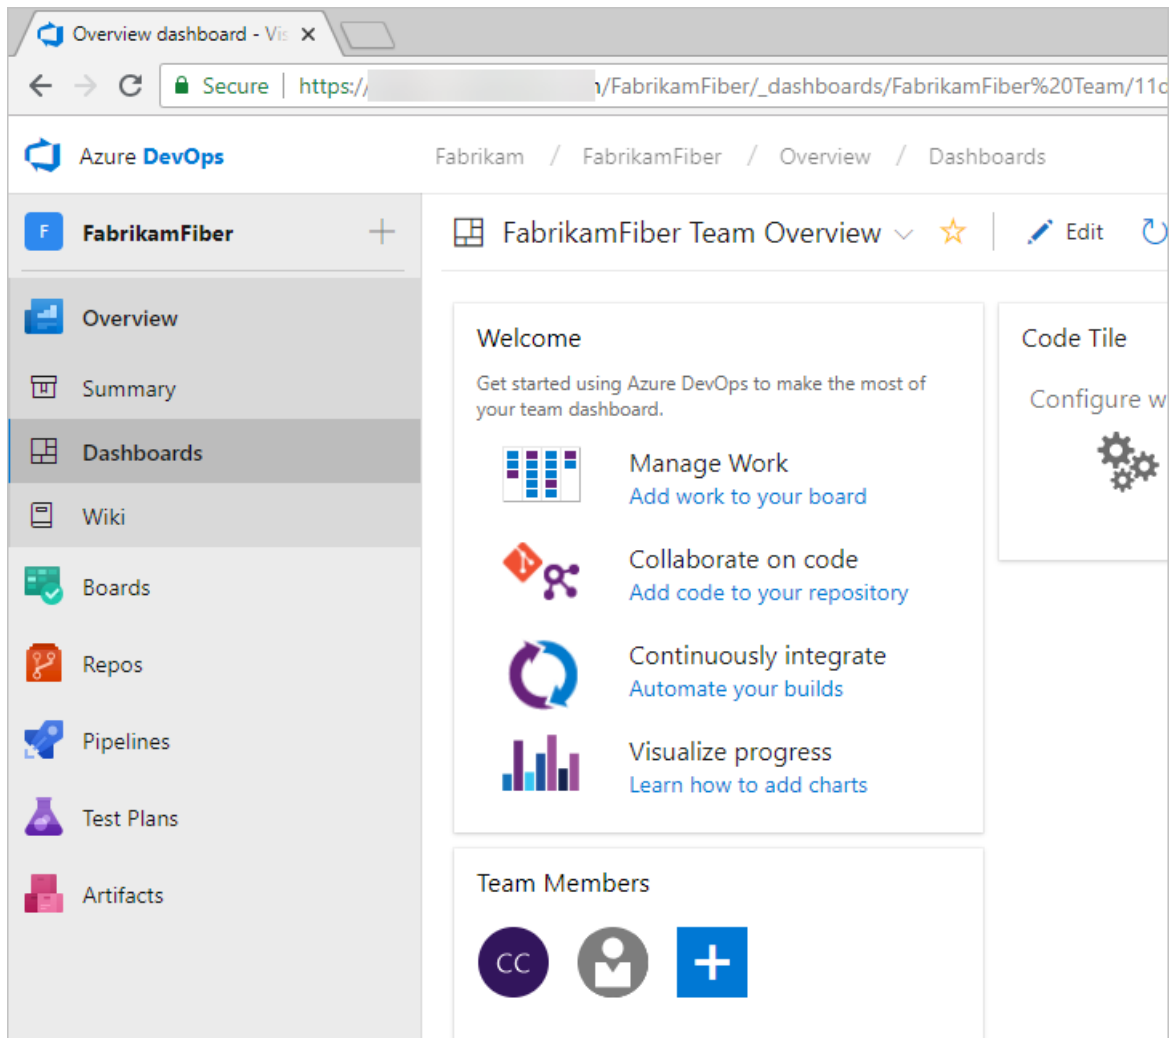 Overview dashboard - Vis
Secure https:// /FabrikamFiber/_dashboards/FabrikamFiber%20Team/11
Azure DevOps
Fabrikam / FabrikamFiber / Overview / Dashboards
F FabrikamFiber
FabrikamFiber Team Overview Edit
Overview
Summary
Dashboards
Wiki
Boards
Repos
Pipelines
Test Plans
Artifacts
Welcome
Get started using Azure DevOps to make the most of
your team dashboard.
Manage Work
Add work to your board
Collaborate on code
Add code to your repository
Continuously integrate
Automate your builds
Visualize progress
Learn how to add charts
Code Tile
Configure w
Team Members
CC